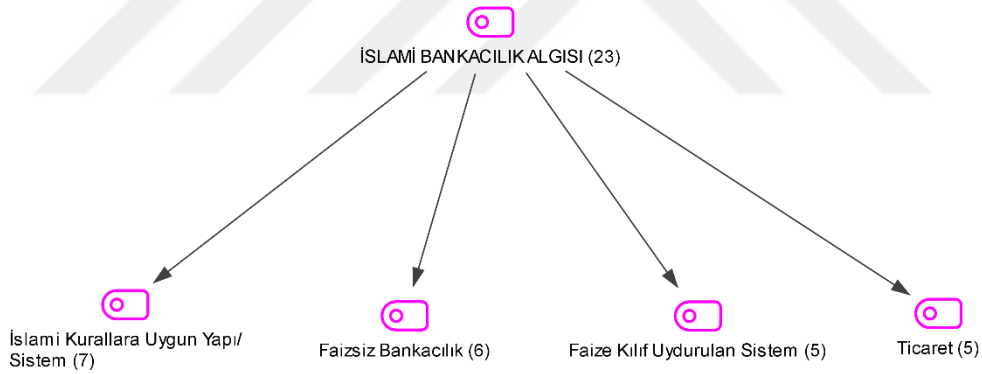 İSLAMİ BANKACILIK ALGISI (23)
İslami Kurallara Uygun Yapı/
Sistem (7)
Faizsiz Bankacılık (6)
Faize Kılıf Uydurulan Sistem (5)
Ticaret (5)